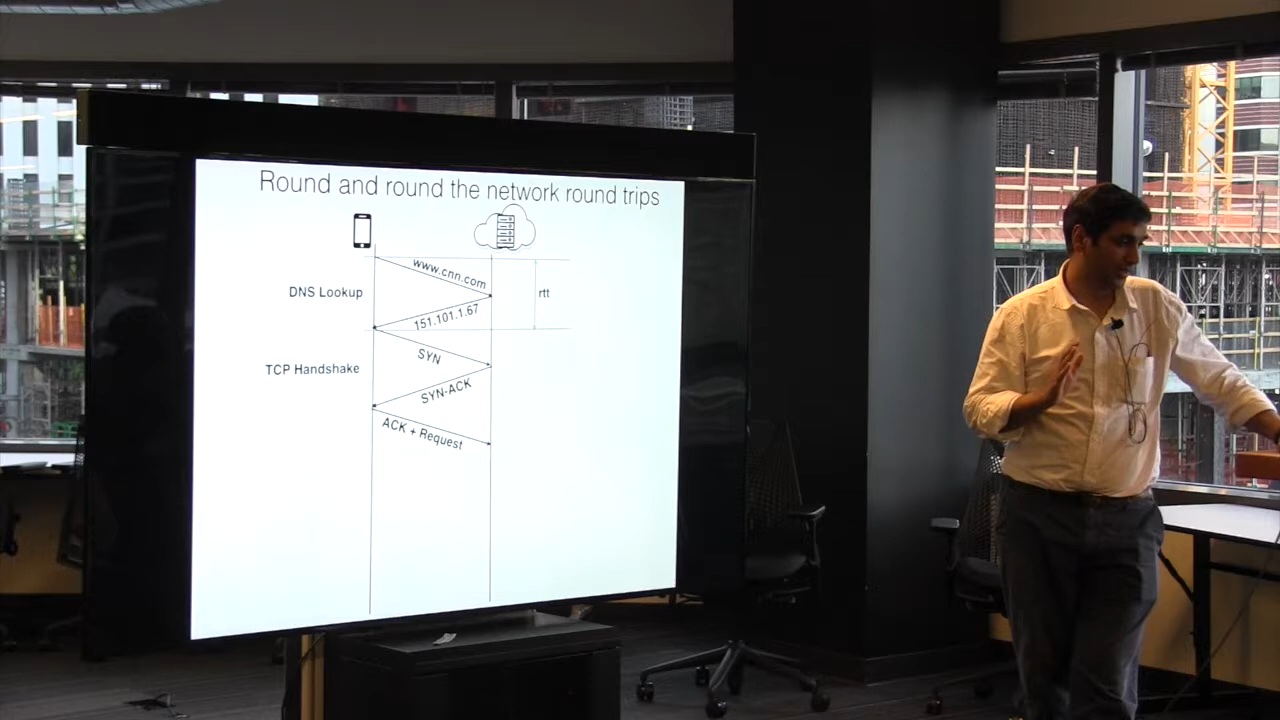 Round and round the network round trips
www.cnn.com
DNS Lookup
rtt
151.101.1.67
SYN
TCP Handshake
SYN-ACK
ACK + Request